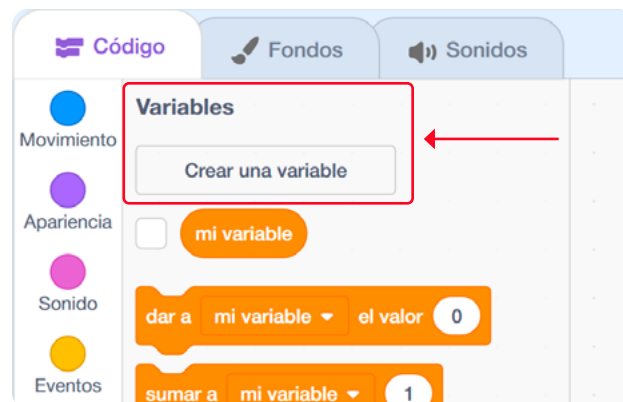 Código
Fondos
Sonidos
Movimiento
Apariencia
Sonido
Eventos
Variables
Crear una variable
mi variable
dar a mi variable el valor 0
sumar a mi variable 1